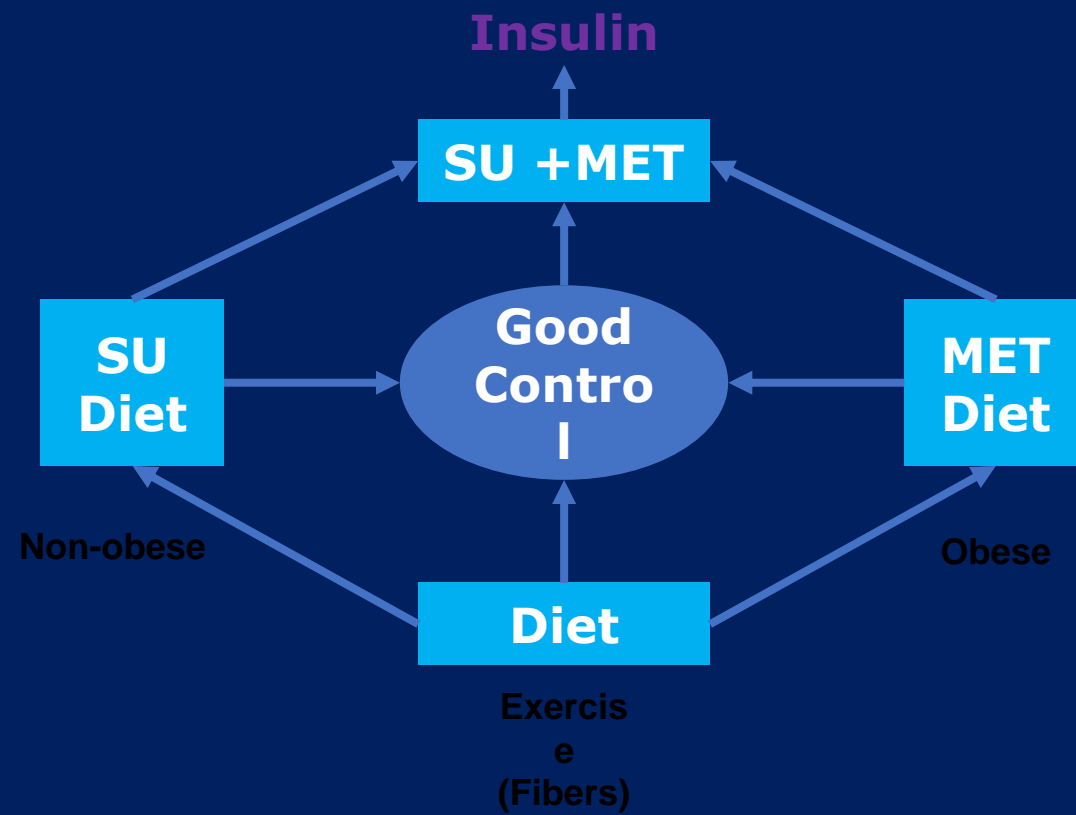 Insulin
SU +MET
Good
Contro
l
SU
Diet
MET
Diet
Non-obese
Obese
Diet
Exercis
e
(Fibers)